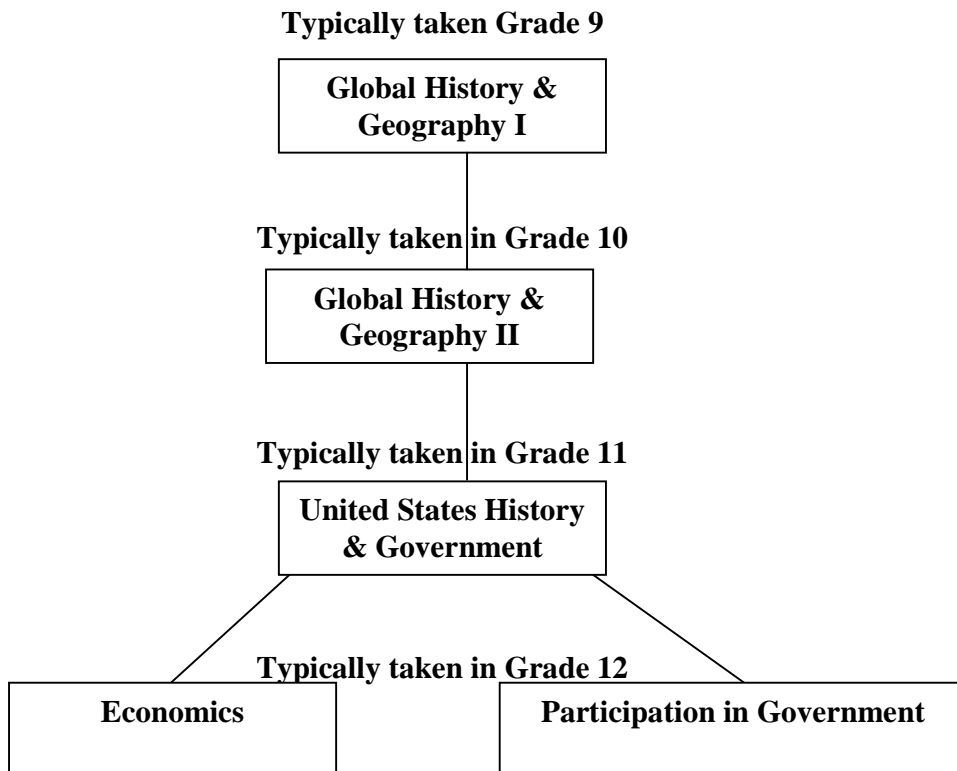 Typically taken Grade 9
Global History &
Geography I
Typically taken in Grade 10
Global History &
Geography II
Typically taken in Grade 11
United States History
& Government
Typically taken in Grade 12
Economics
Participation in Government